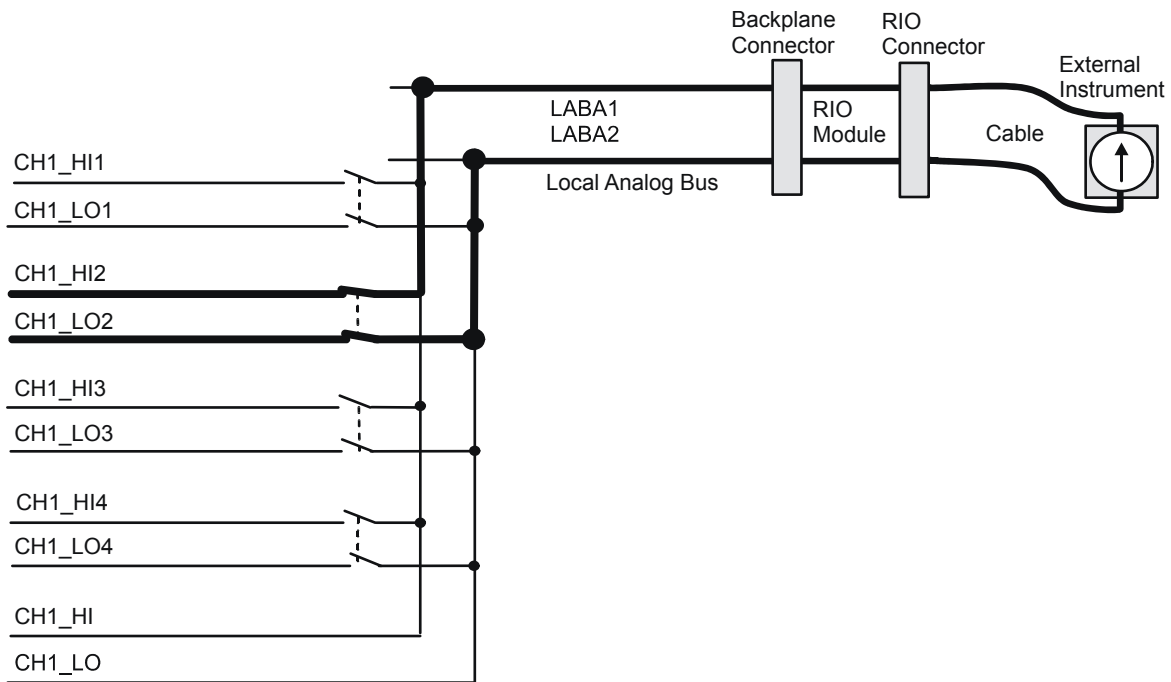 Backplane
Connector
RIO
Connector
External
Instrument
LABA1
LABA2
RIO
Module
Cable
Local Analog Bus
CH1_HI1
CH1_LO1
CH1_HI2
CH1_LO2
CH1_HI3
CH1_LO3
CH1_HI4
CH1_LO4
CH1_HI
CH1_LO